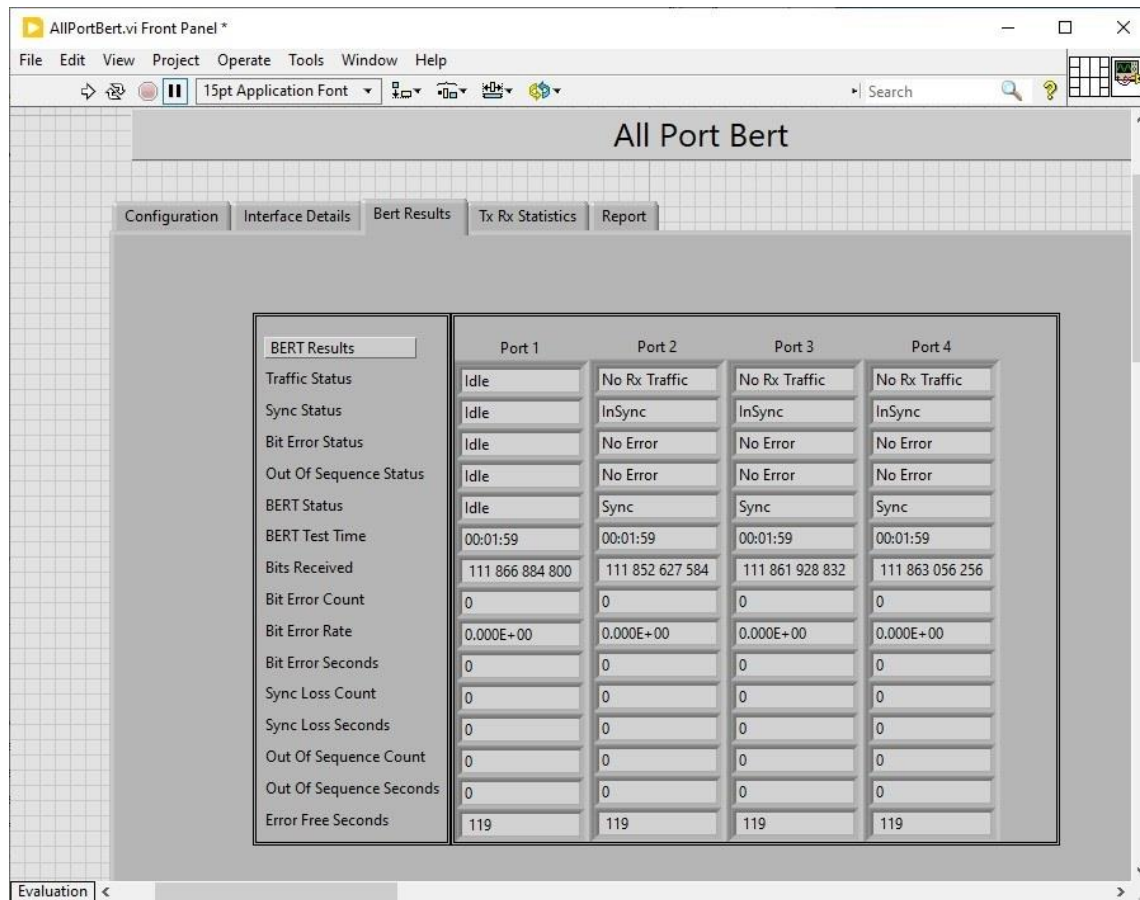 AllPortBert.vi Front Panel *
File Edit View Project Operate Tools Window Help
15pt Application Font Search
All Port Bert
Configuration Interface Details Bert Results Tx Rx Statistics Report
BERT Results Port 1 Port 2 Port 3 Port 4
Traffic Status Idle No Rx Traffic No Rx Traffic No Rx Traffic
Sync Status Idle InSync InSync InSync
Bit Error Status Idle No Error No Error No Error
Out Of Sequence Status Idle No Error No Error No Error
BERT Status Idle Sync Sync Sync
BERT Test Time 00:01:59 00:01:59 00:01:59 00:01:59
Bits Received 111 866 884 800 111 852 627 584 111 861 928 832 111 863 056 256
Bit Error Count 0 0 0 0
Bit Error Rate 0.000E+00 0.000E+00 0.000E+00 0.000E+00
Bit Error Seconds 0 0 0 0
Sync Loss Count 0 0 0 0
Sync Loss Seconds 0 0 0 0
Out Of Sequence Count 0 0 0 0
Out Of Sequence Seconds 0 0 0 0
Error Free Seconds 119 119 119 119
Evaluation